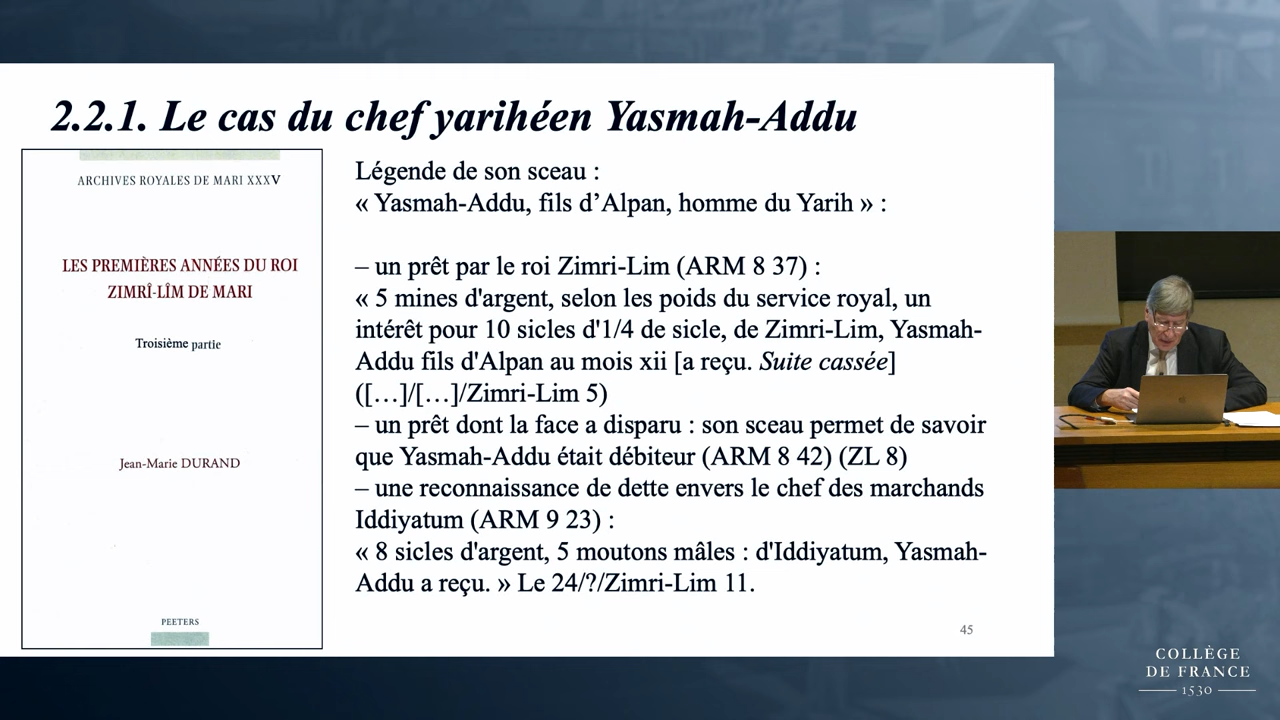 2.2.1. Le cas du chef yarihéen Yasmah-Addu
ARCHIVES ROYALES DE MARI XXXV
LES PREMIÈRES ANNÉES DU ROI
ZIMRÎ-LÎM DE MARI
Troisième partie
Jean-Marie DURAND
PEETERS
Légende de son sceau :
« Yasmah-Addu, fils d’Alpan, homme du Yarih » :
– un prêt par le roi Zimri-Lim (ARM 8 37) :
« 5 mines d'argent, selon les poids du service royal, un
intérêt pour 10 sicles d'1/4 de sicle, de Zimri-Lim, Yasmah-
Addu fils d'Alpan au mois xii [a reçu. Suite cassée]
([…]/[…]/Zimri-Lim 5)
– un prêt dont la face a disparu : son sceau permet de savoir
que Yasmah-Addu était débiteur (ARM 8 42) (ZL 8)
– une reconnaissance de dette envers le chef des marchands
Iddiyatum (ARM 9 23) :
« 8 sicles d'argent, 5 moutons mâles : d'Iddiyatum, Yasmah-
Addu a reçu. » Le 24/?/Zimri-Lim 11.
45
COLLÈGE
DE FRANCE
1530